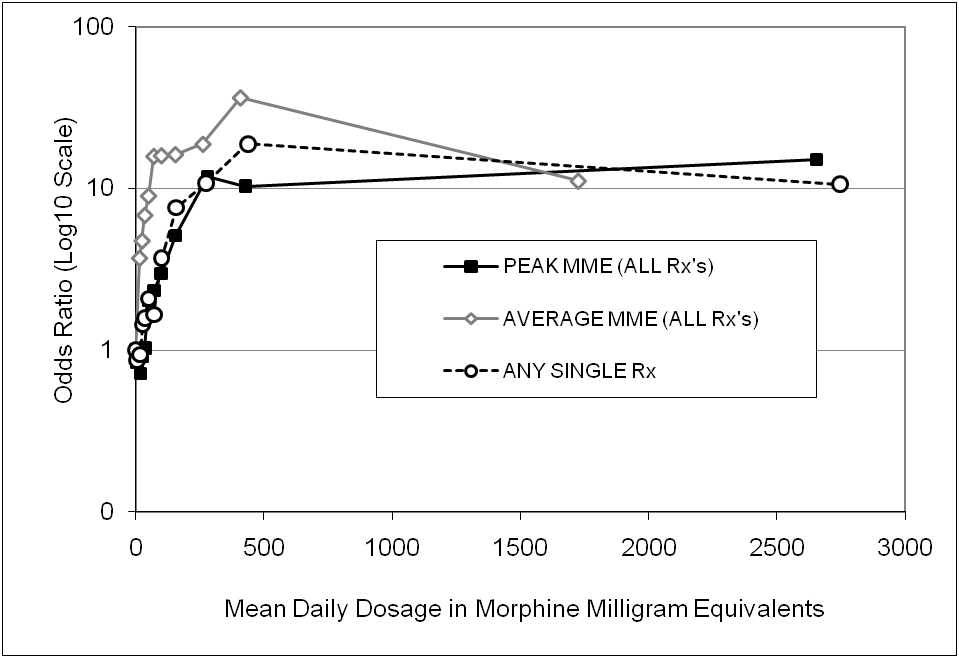 100
10
1
0
Odds Ratio (Log10 Scale)
PEAK MME (ALL Rx's)
AVERAGE MME (ALL Rx's)
ANY SINGLE Rx
0 500 1000 1500 2000 2500 3000
Mean Daily Dosage in Morphine Milligram Equivalents